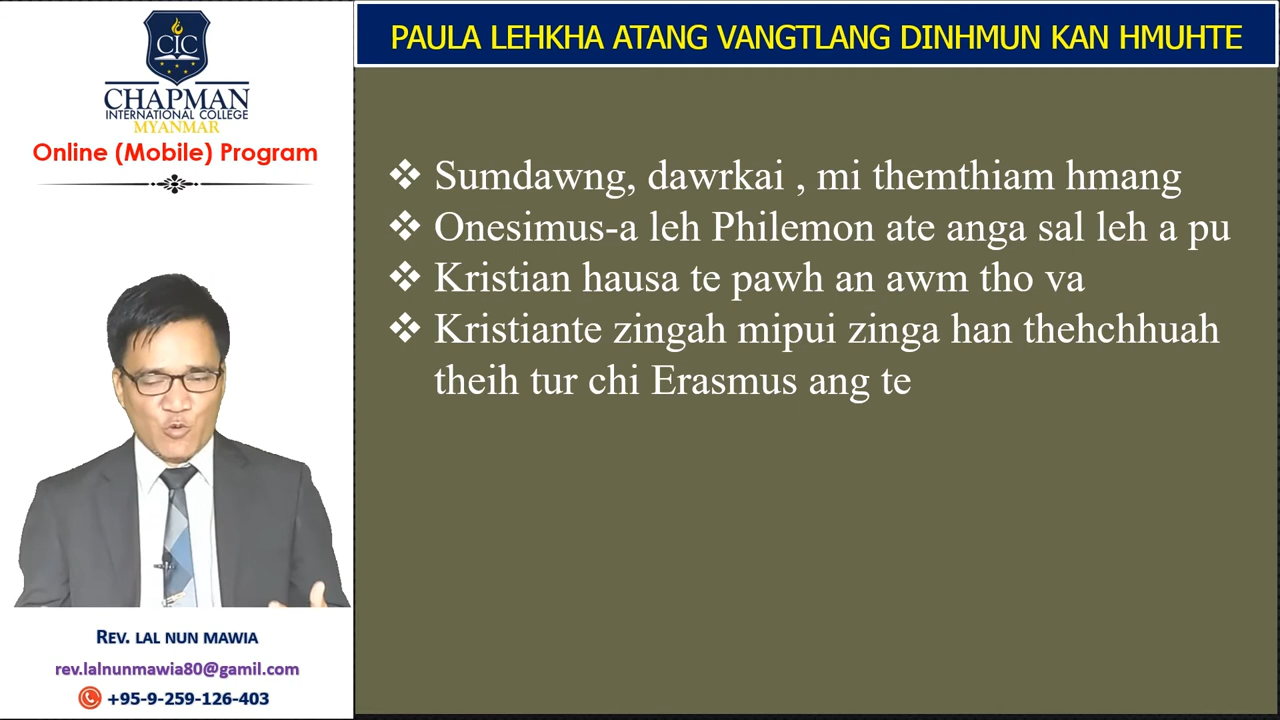 CIC
CHAPMAN
INTERNATIONAL COLLEGE
MYANMAR
Online (Mobile) Program
REV. LAL NUN MAWIA
rev.lalnunmawia80@gamil.com
+95-9-259-126-403
PAULA LEHKHA ATANG VANGTLANG DINHMUN KAN HMUHTE
❖ Sumdawng, dawrkai , mi themthiam hmang
❖ Onesimus-a leh Philemon ate anga sal leh a pu
❖ Kristian hausa te pawh an awm tho va
❖ Kristiante zingah mipui zinga han thehchhuah
theih tur chi Erasmus ang te